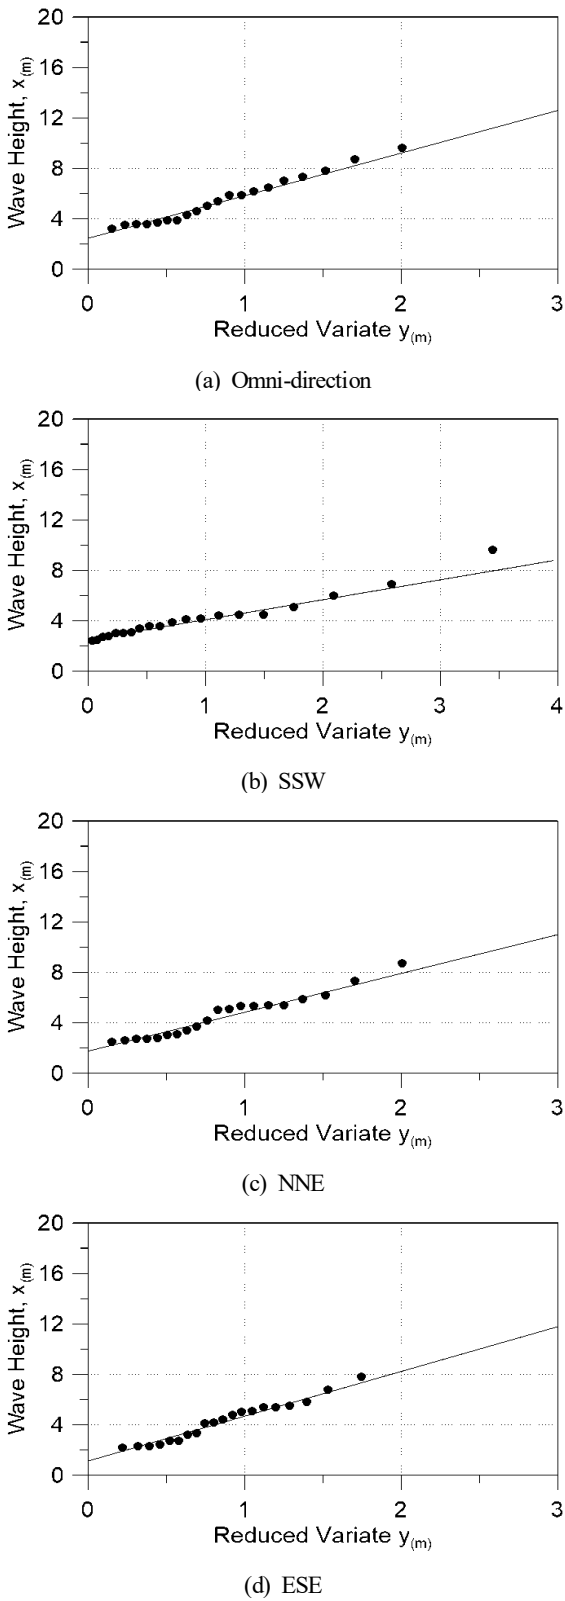 20
16
12
8
4
0
Wave Height, x(m)
0 1 2 3
Reduced Variate y(m)
(a) Omni-direction
20
16
12
8
4
0
Wave Height, x(m)
0 1 2 3 4
Reduced Variate y(m)
(b) SSW
20
16
12
8
4
0
Wave Height, x(m)
0 1 2 3
Reduced Variate y(m)
(c) NNE
20
16
12
8
4
0
Wave Height, x(m)
0 1 2 3
Reduced Variate y(m)
(d) ESE